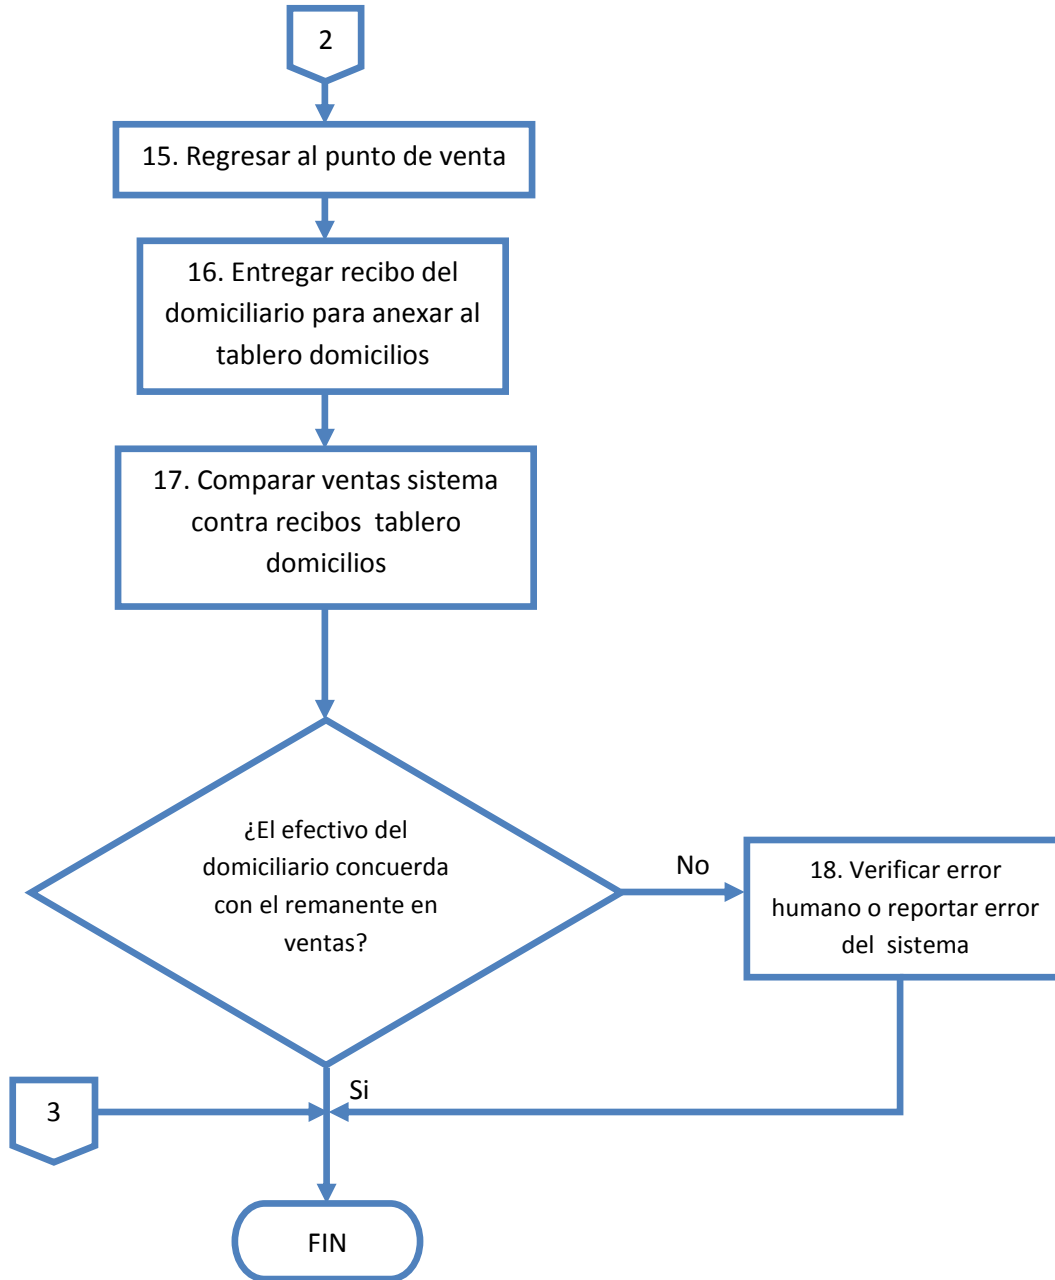 2
15. Regresar al punto de venta
16. Entregar recibo del
domiciliario para anexar al
tablero domicilios
17. Comparar ventas sistema
contra recibos  tablero
domicilios
¿El efectivo del
domiciliario concuerda
con el remanente en
ventas?
No
18. Verificar error
humano o reportar error
del  sistema
Si
3
FIN